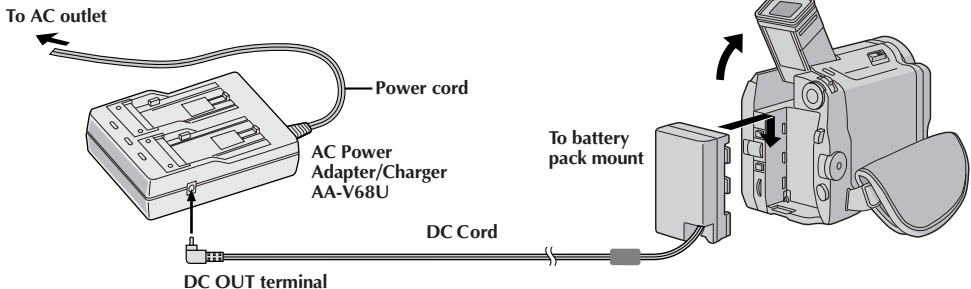 To AC outlet
Power cord
AC Power
Adapter/Charger
AA-V68U
To battery
pack mount
DC Cord
DC OUT terminal